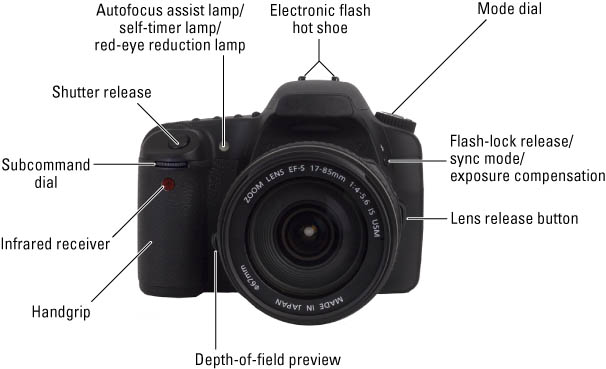 Autofocus assist lamp/
self-timer lamp/
red-eye reduction lamp
Electronic flash
hot shoe
Mode dial
Shutter release
Subcommand
dial
Infrared receiver
Handgrip
Flash-lock release/
sync mode/
exposure compensation
Lens release button
Depth-of-field preview
ZOOM LENS EF-S 17-85mm 1:4-5.6 IS USM
MADE IN JAPAN
ø67mm